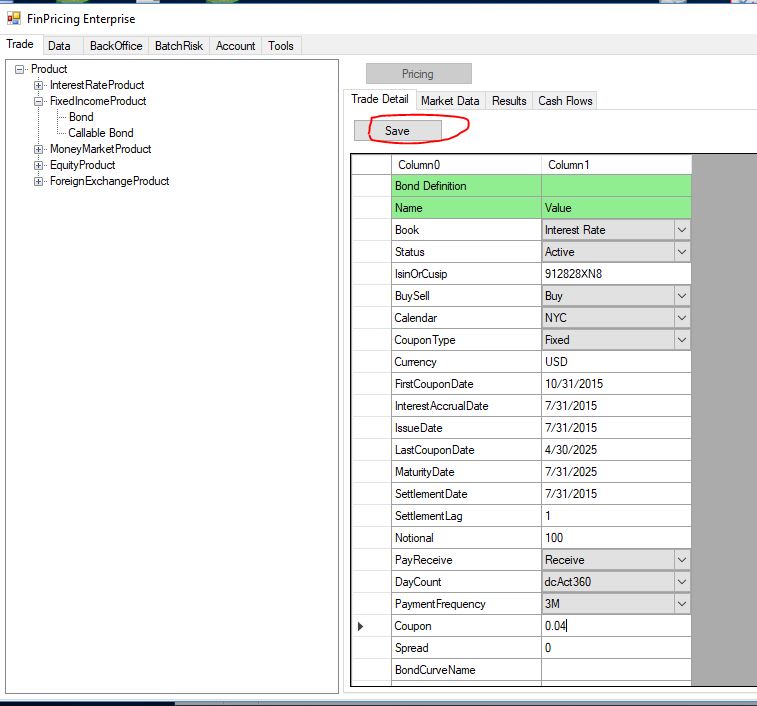 FinPricing Enterprise
Trade Data BackOffice BatchRisk Account Tools
Product
InterestRateProduct
FixedIncomeProduct
Bond
Callable Bond
MoneyMarketProduct
EquityProduct
ForeignExchangeProduct
Pricing
Trade Detail Market Data Results Cash Flows
Save
Column0 Column1
Bond Definition
Name Value
Book Interest Rate
Status Active
IsinOrCusip 912828XN8
BuySell Buy
Calendar NYC
CouponType Fixed
Currency USD
FirstCouponDate 10/31/2015
InterestAccrualDate 7/31/2015
IssueDate 7/31/2015
LastCouponDate 4/30/2025
MaturityDate 7/31/2025
SettlementDate 7/31/2015
SettlementLag 1
Notional 100
PayReceive Receive
DayCount dcAct360
PaymentFrequency 3M
Coupon 0.04
Spread 0
BondCurveName